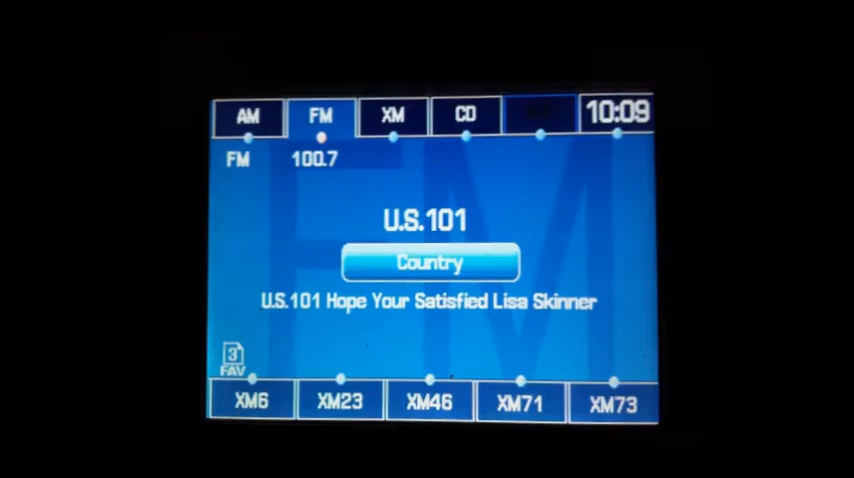 AM FM XM CD 10:09
FM 100.7
U.S.101
Country
U.S.101 Hope Your Satisfied Lisa Skinner
3
FAV
XM6 XM23 XM46 XM71 XM73